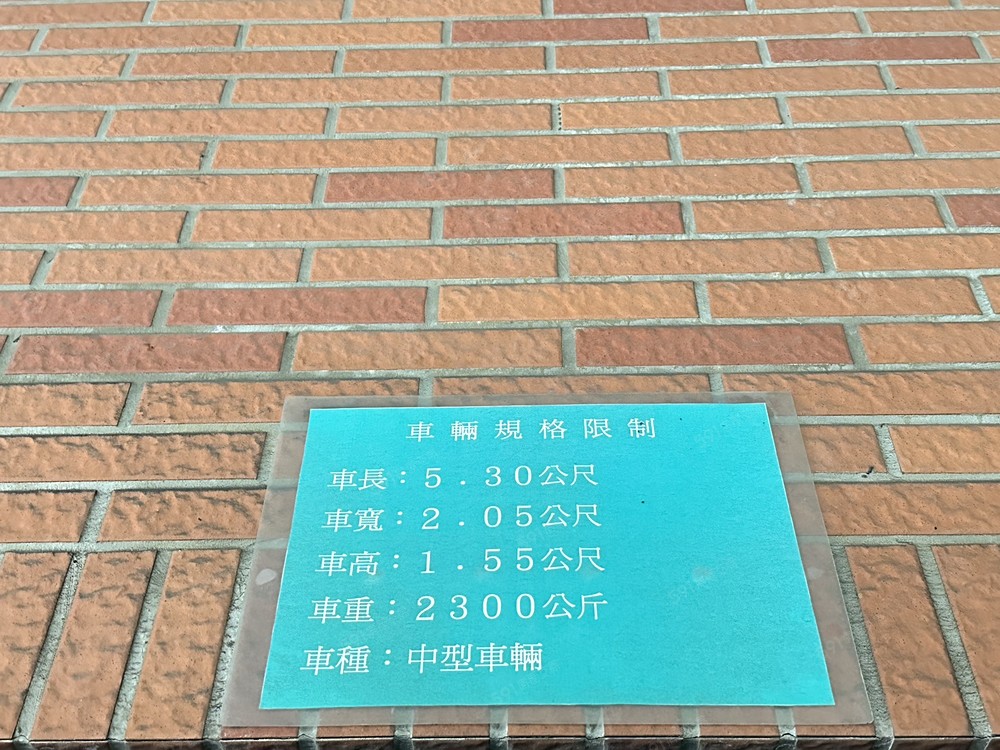 車輛規格限制
車長：5.30公尺
車寬：2.05公尺
車高：1.55公尺
車重：2300公斤
車種：中型車輛